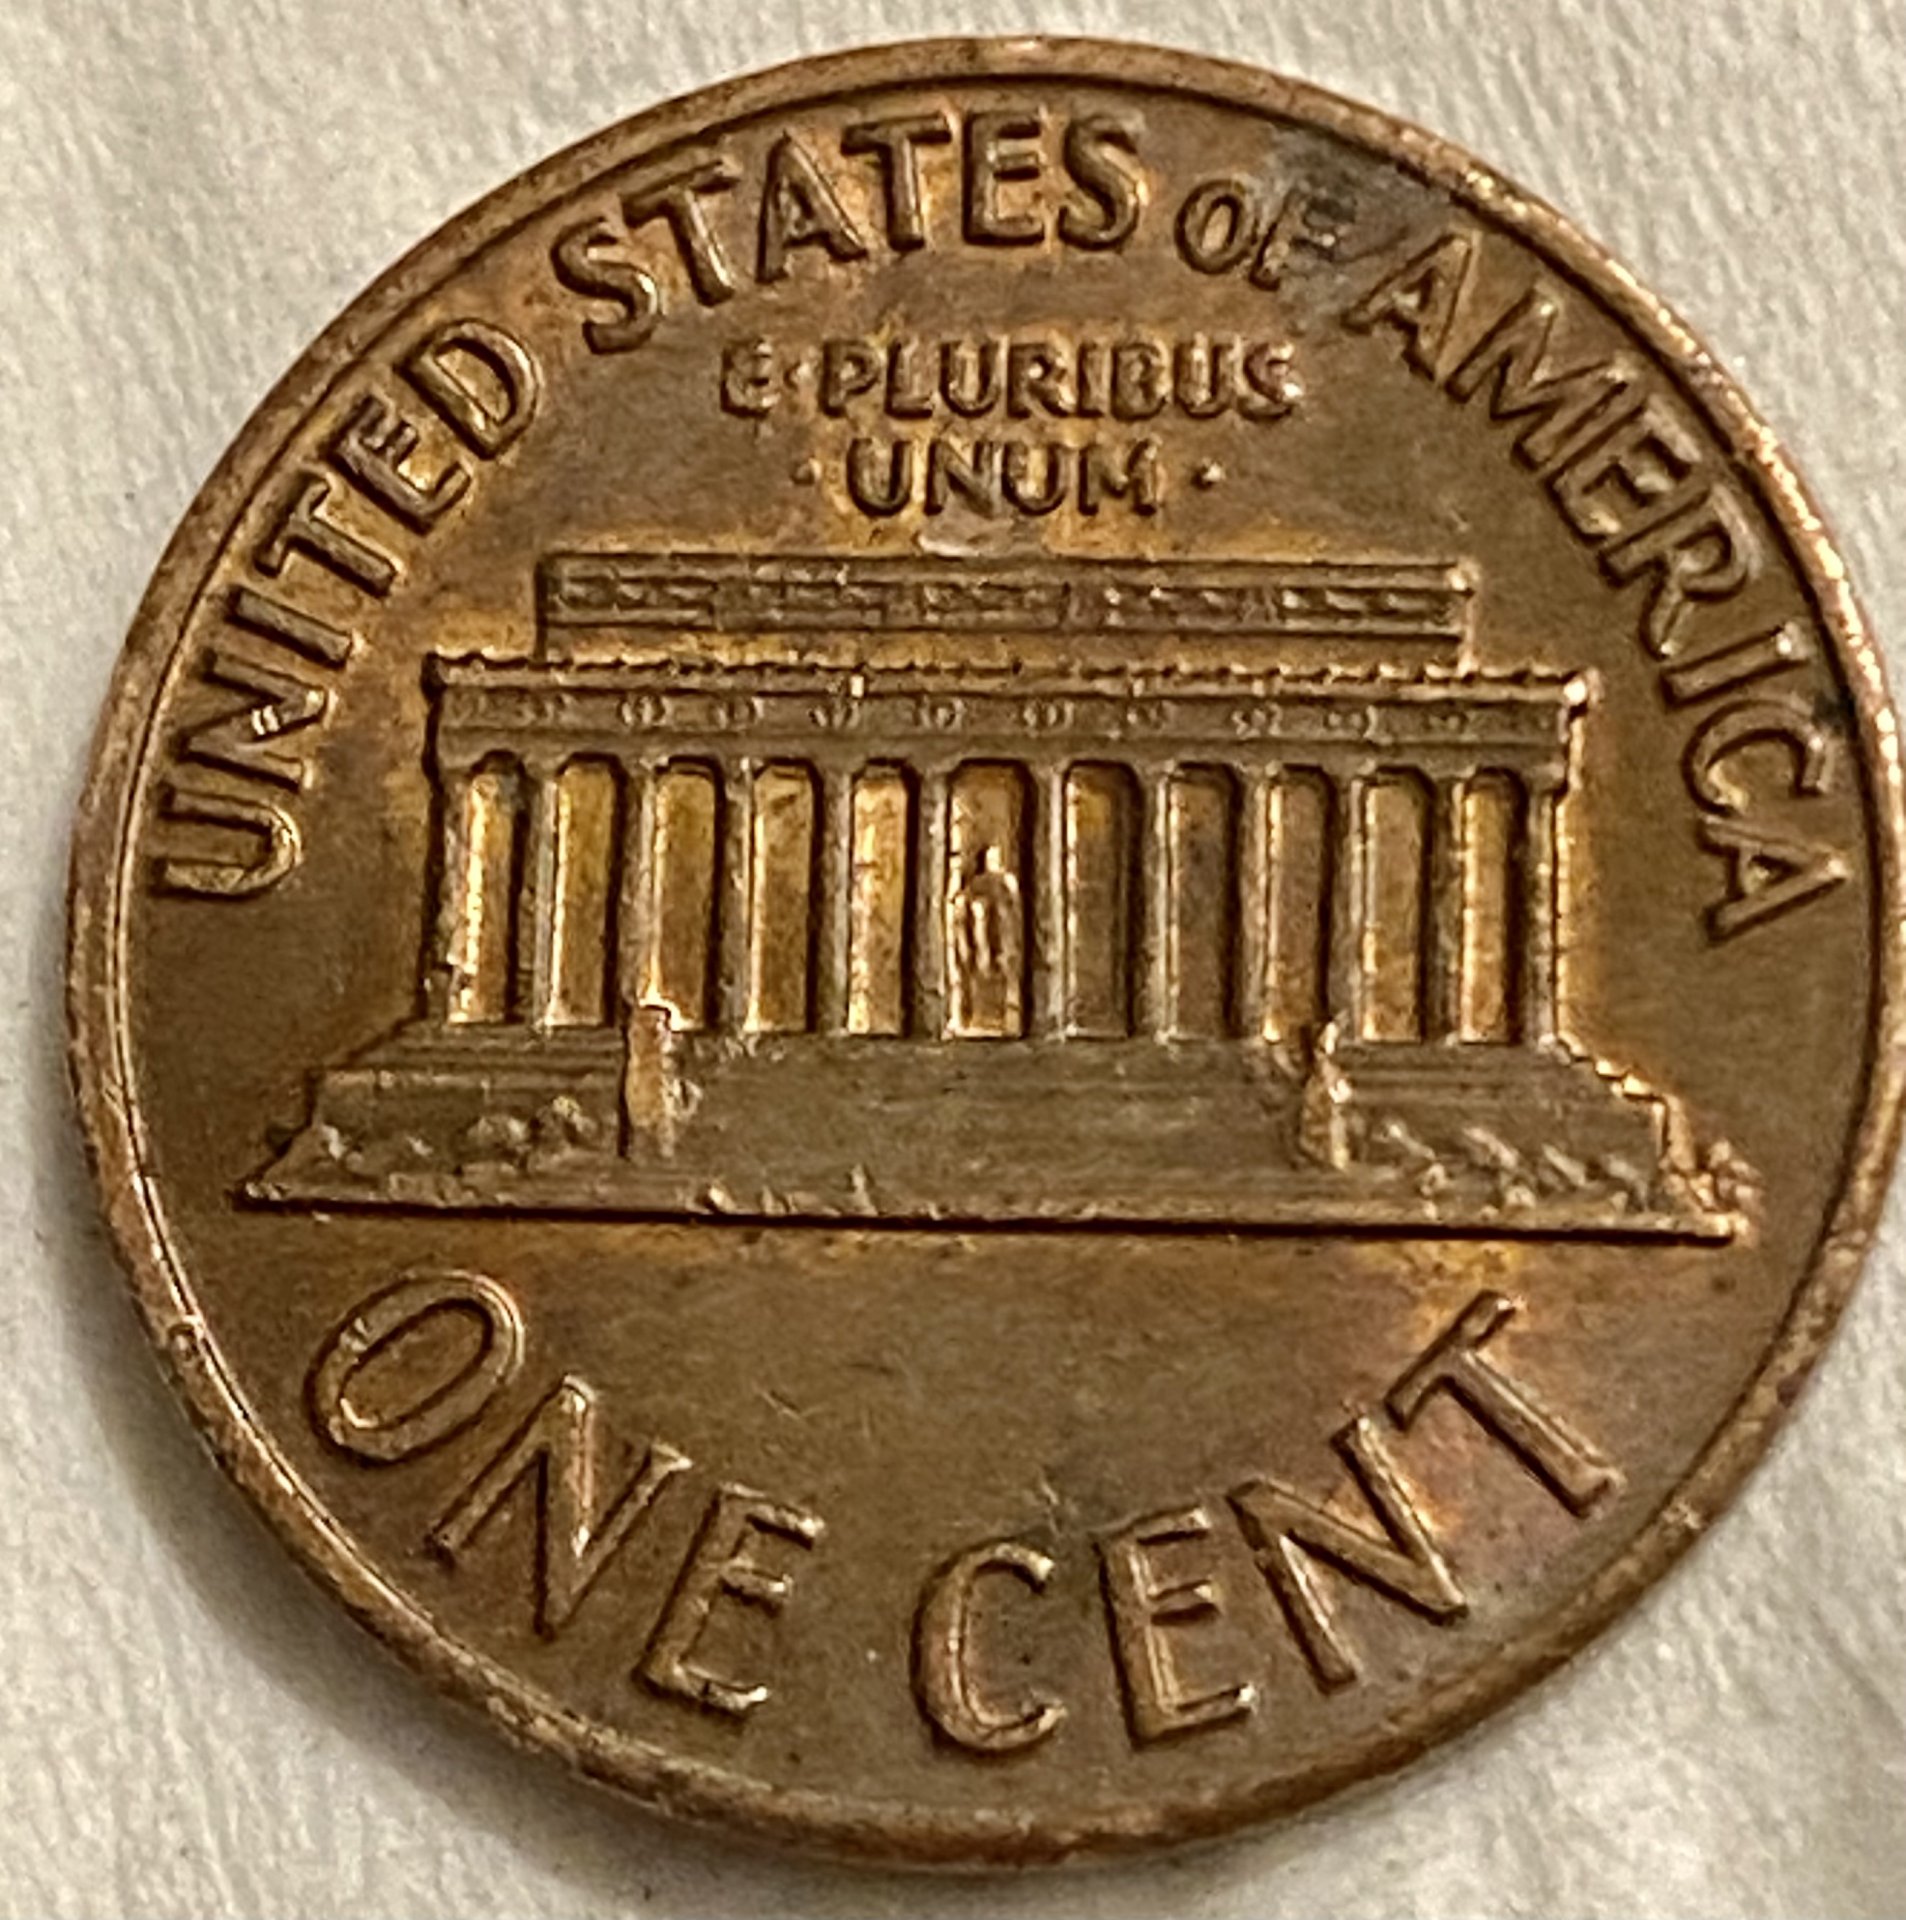 UNITED STATES OF AMERICA
E·PLURIBUS
· UNUM ·
ONE CENT